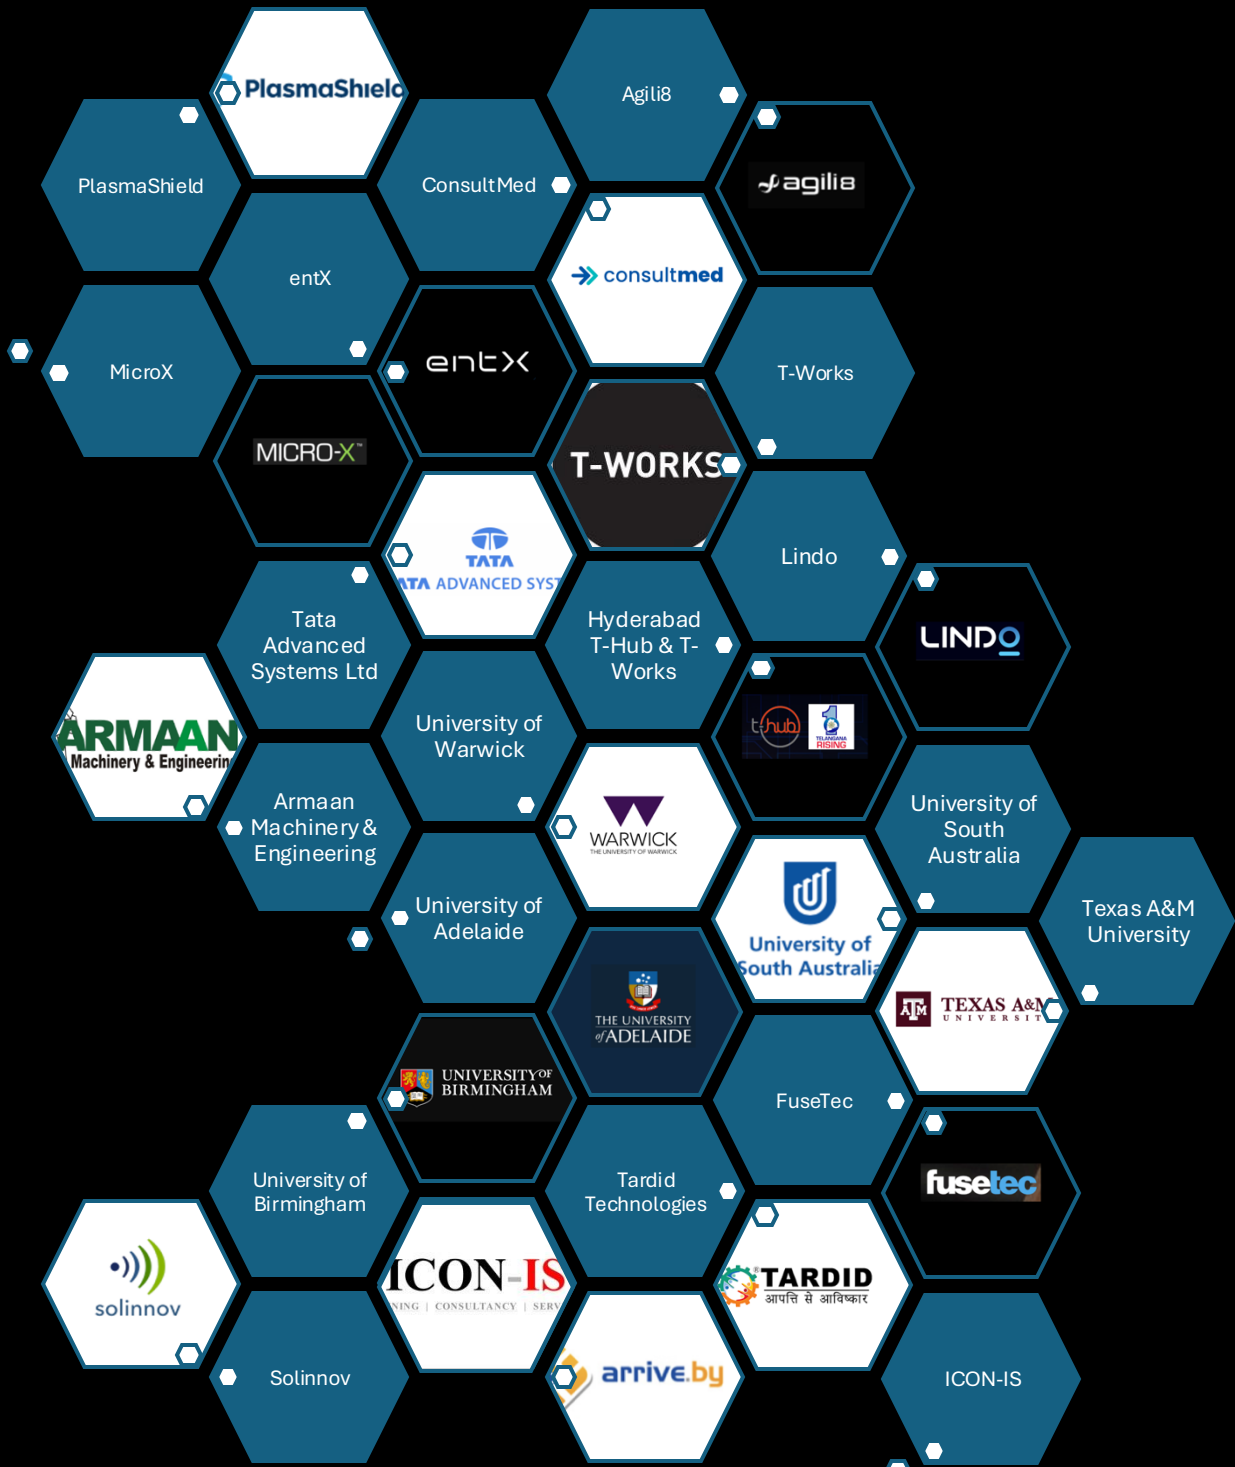 PlasmaShield
Agili8
PlasmaShield
ConsultMed
agili8
entX
consultmed
MicroX
entX
T-Works
MICRO-X™
T-WORKS
TATA
ATA ADVANCED SYST
Lindo
Tata
Advanced
Systems Ltd
Hyderabad
T-Hub & T-
Works
LINDO
ARMAAN
Machinery & Engineerin
University of
Warwick
t-hub
TELANGANA
RISING
Armaan
Machinery &
Engineering
WARWICK
THE UNIVERSITY OF WARWICK
University of
South
Australia
University of
Adelaide
University of
South Australia
Texas A&M
University
THE UNIVERSITY
of ADELAIDE
ATM
TEXAS A&M
UNIVERSIT
UNIVERSITY OF
BIRMINGHAM
FuseTec
University of
Birmingham
Tardid
Technologies
fusetec
solinnov
ICON-IS
NING | CONSULTANCY | SERV
TARDID
आपत्ति से आविष्कार
Solinnov
arrive.by
ICON-IS